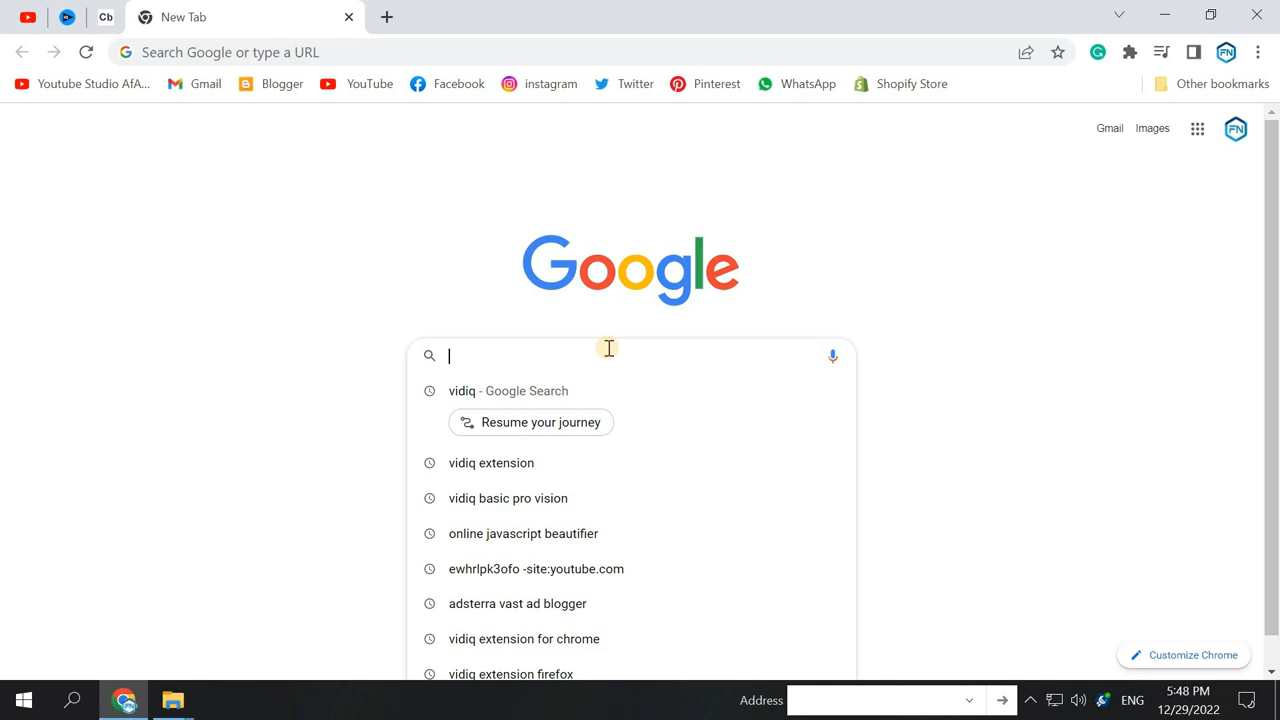 Cb
New Tab
Search Google or type a URL
FN
Youtube Studio AfA...
Gmail
Blogger
YouTube
Facebook
instagram
Twitter
Pinterest
WhatsApp
Shopify Store
Other bookmarks
Gmail
Images
FN
Google
vidiq - Google Search
Resume your journey
vidiq extension
vidiq basic pro vision
online javascript beautifier
ewhrlpk3ofo -site:youtube.com
adsterra vast ad blogger
vidiq extension for chrome
vidiq extension firefox
Customize Chrome
Address
ENG
5:48 PM
12/29/2022